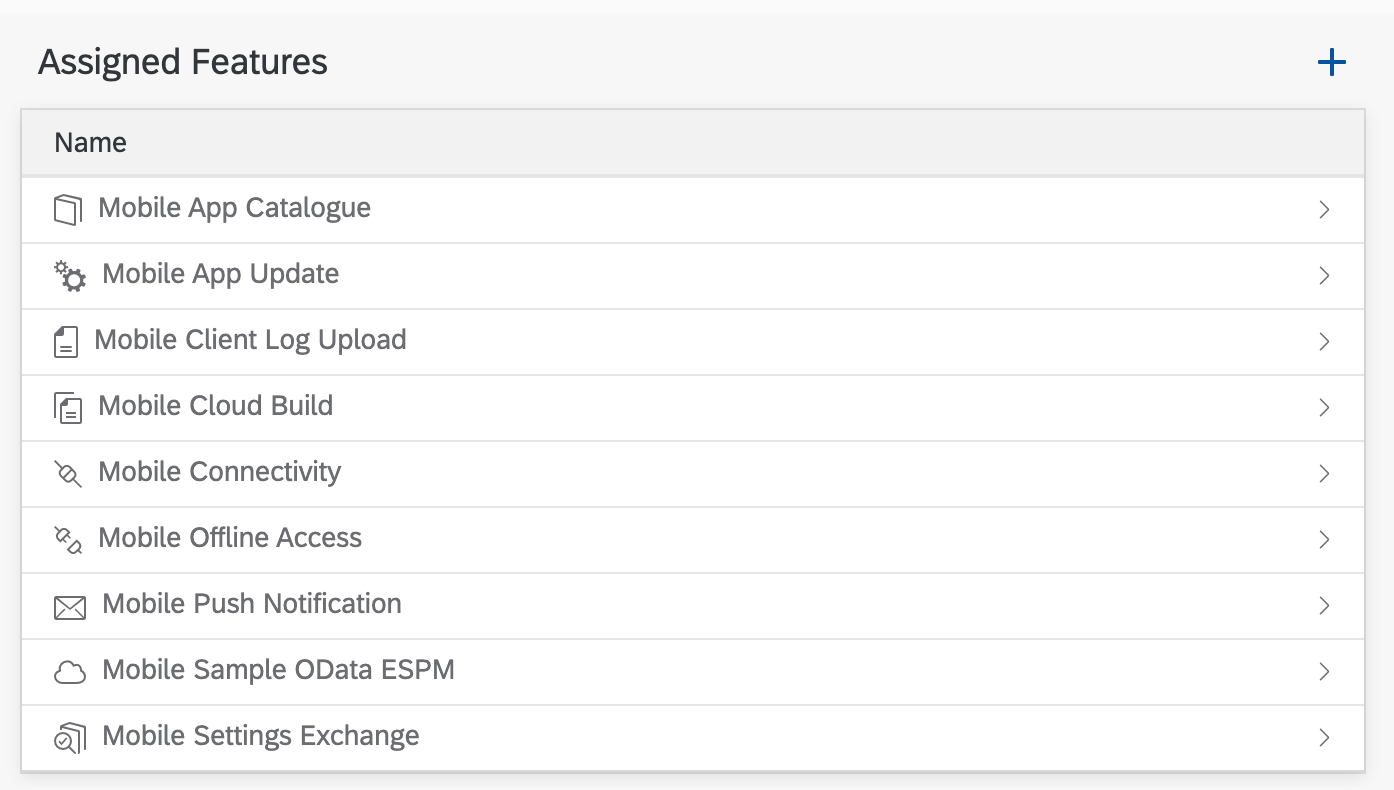 Assigned Features
Name
Mobile App Catalogue
Mobile App Update
Mobile Client Log Upload
Mobile Cloud Build
Mobile Connectivity
Mobile Offline Access
Mobile Push Notification
Mobile Sample OData ESPM
Mobile Settings Exchange